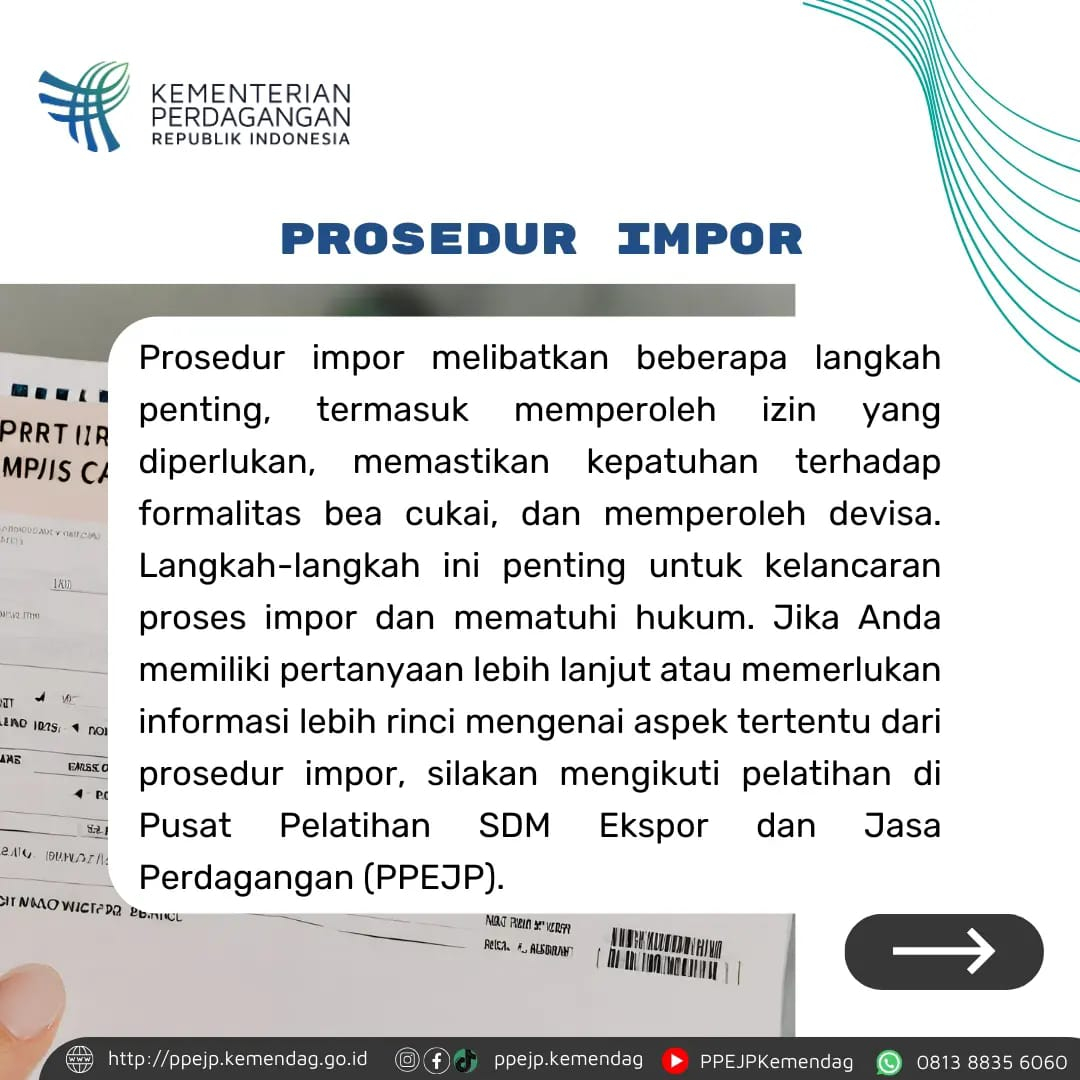 KEMENTERIAN
PERDAGANGAN
REPUBLIK INDONESIA
PROSEDUR IMPOR
Prosedur impor melibatkan beberapa langkah
penting, termasuk memperoleh izin yang
diperlukan, memastikan kepatuhan terhadap
formalitas bea cukai, dan memperoleh devisa.
Langkah-langkah ini penting untuk kelancaran
proses impor dan mematuhi hukum. Jika Anda
memiliki pertanyaan lebih lanjut atau memerlukan
informasi lebih rinci mengenai aspek tertentu dari
prosedur impor, silakan mengikuti pelatihan di
Pusat Pelatihan SDM Ekspor dan Jasa
Perdagangan (PPEJP).
http://ppejp.kemendag.go.id ppejp.kemendag PPEJPKemendag 0813 8835 6060